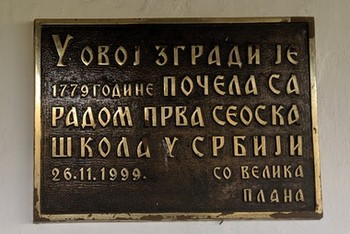 У ОВОЈ ЗГРАДИ ЈЕ
1779 ГОДИНЕ ПОЧЕЛА СА
РАДОМ ПРВА СЕОСКА
ШКОЛА У СРБИЈИ
26.11.1999. СО ВЕЛИКА
ПЛАНА